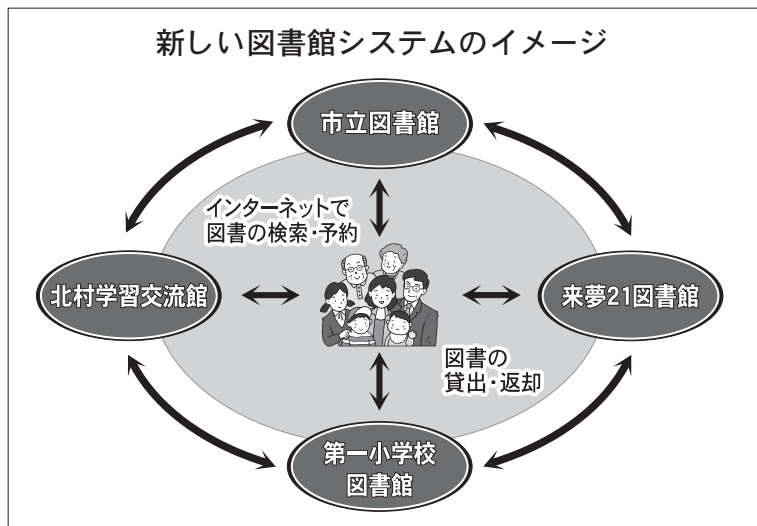 新しい図書館システムのイメージ
市立図書館
インターネットで
図書の検索・予約
北村学習交流館
来夢21図書館
図書の
貸出・返却
第一小学校
図書館